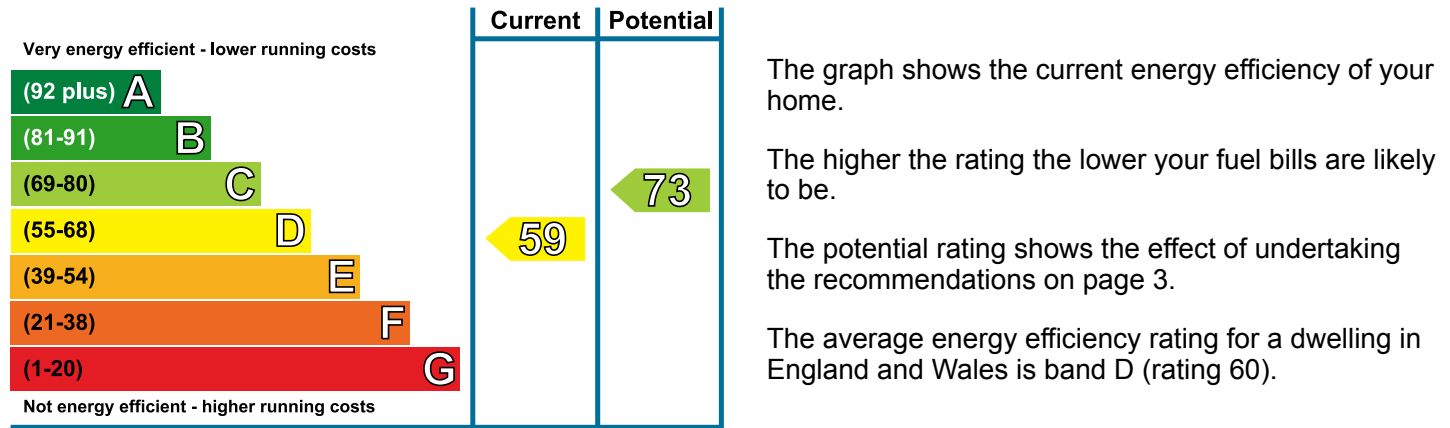 Current Potential
Very energy efficient - lower running costs
(92 plus) A
(81-91) B
(69-80) C
73
(55-68) D
59
(39-54) E
(21-38) F
(1-20) G
Not energy efficient - higher running costs
The graph shows the current energy efficiency of your
home.
The higher the rating the lower your fuel bills are likely
to be.
The potential rating shows the effect of undertaking
the recommendations on page 3.
The average energy efficiency rating for a dwelling in
England and Wales is band D (rating 60).